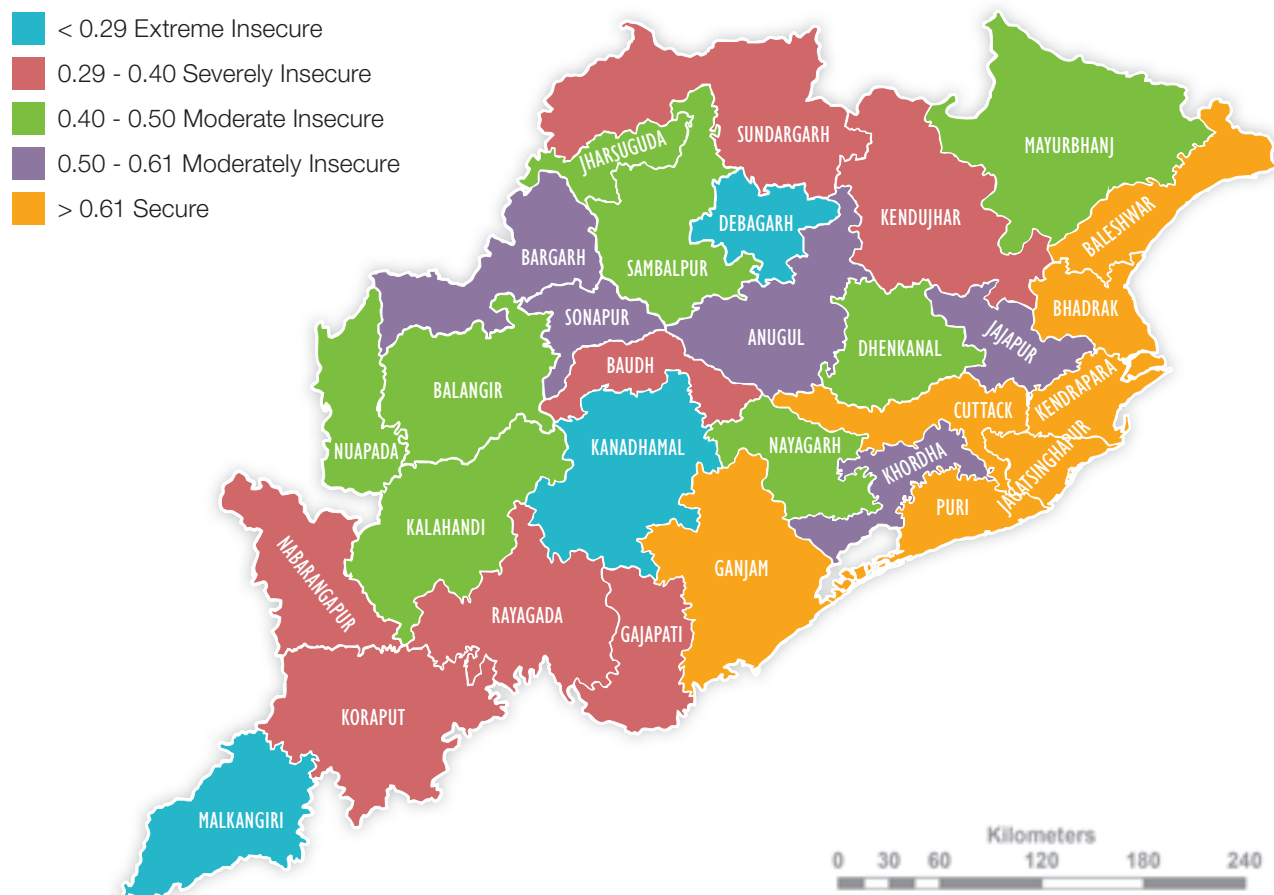 < 0.29 Extreme Insecure
0.29 - 0.40 Severely Insecure
0.40 - 0.50 Moderate Insecure
0.50 - 0.61 Moderately Insecure
> 0.61 Secure
SUNDARGARH
JHARSUGUDA
MAYURBHANJ
KENDUJHAR
DEBAGARH
BALESHWAR
BARGARH
SAMBALPUR
BHADRAK
SONAPUR
ANUGUL
DHENKANAL
JAJAPUR
BAUDH
BALANGIR
KENDRAPARA
CUTTACK
NUAPADA
KANADHAMAL
NAYAGARH
KHORDHA
JAGATSINGHAPUR
PURI
KALAHANDI
NABARANGAPUR
GANJAM
RAYAGADA
GAJAPATI
KORAPUT
MALKANGIRI
Kilometers
0 30 60 120 180 240